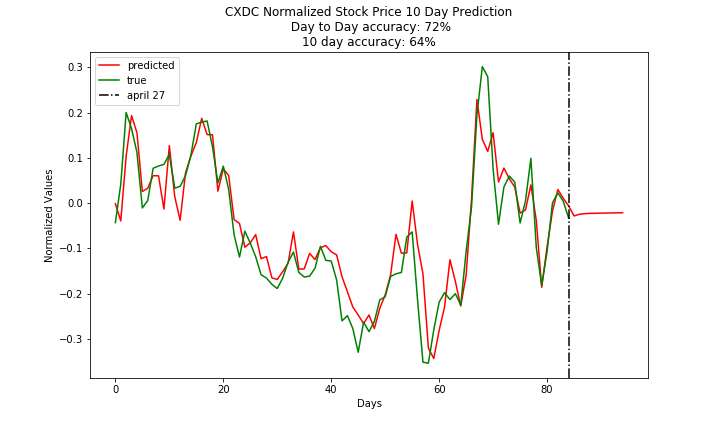 CXDC Normalized Stock Price 10 Day Prediction
Day to Day accuracy: 72%
10 day accuracy: 64%
predicted
true
april 27
Normalized Values
0.3
0.2
0.1
0.0
−0.1
−0.2
−0.3
0 20 40 60 80
Days